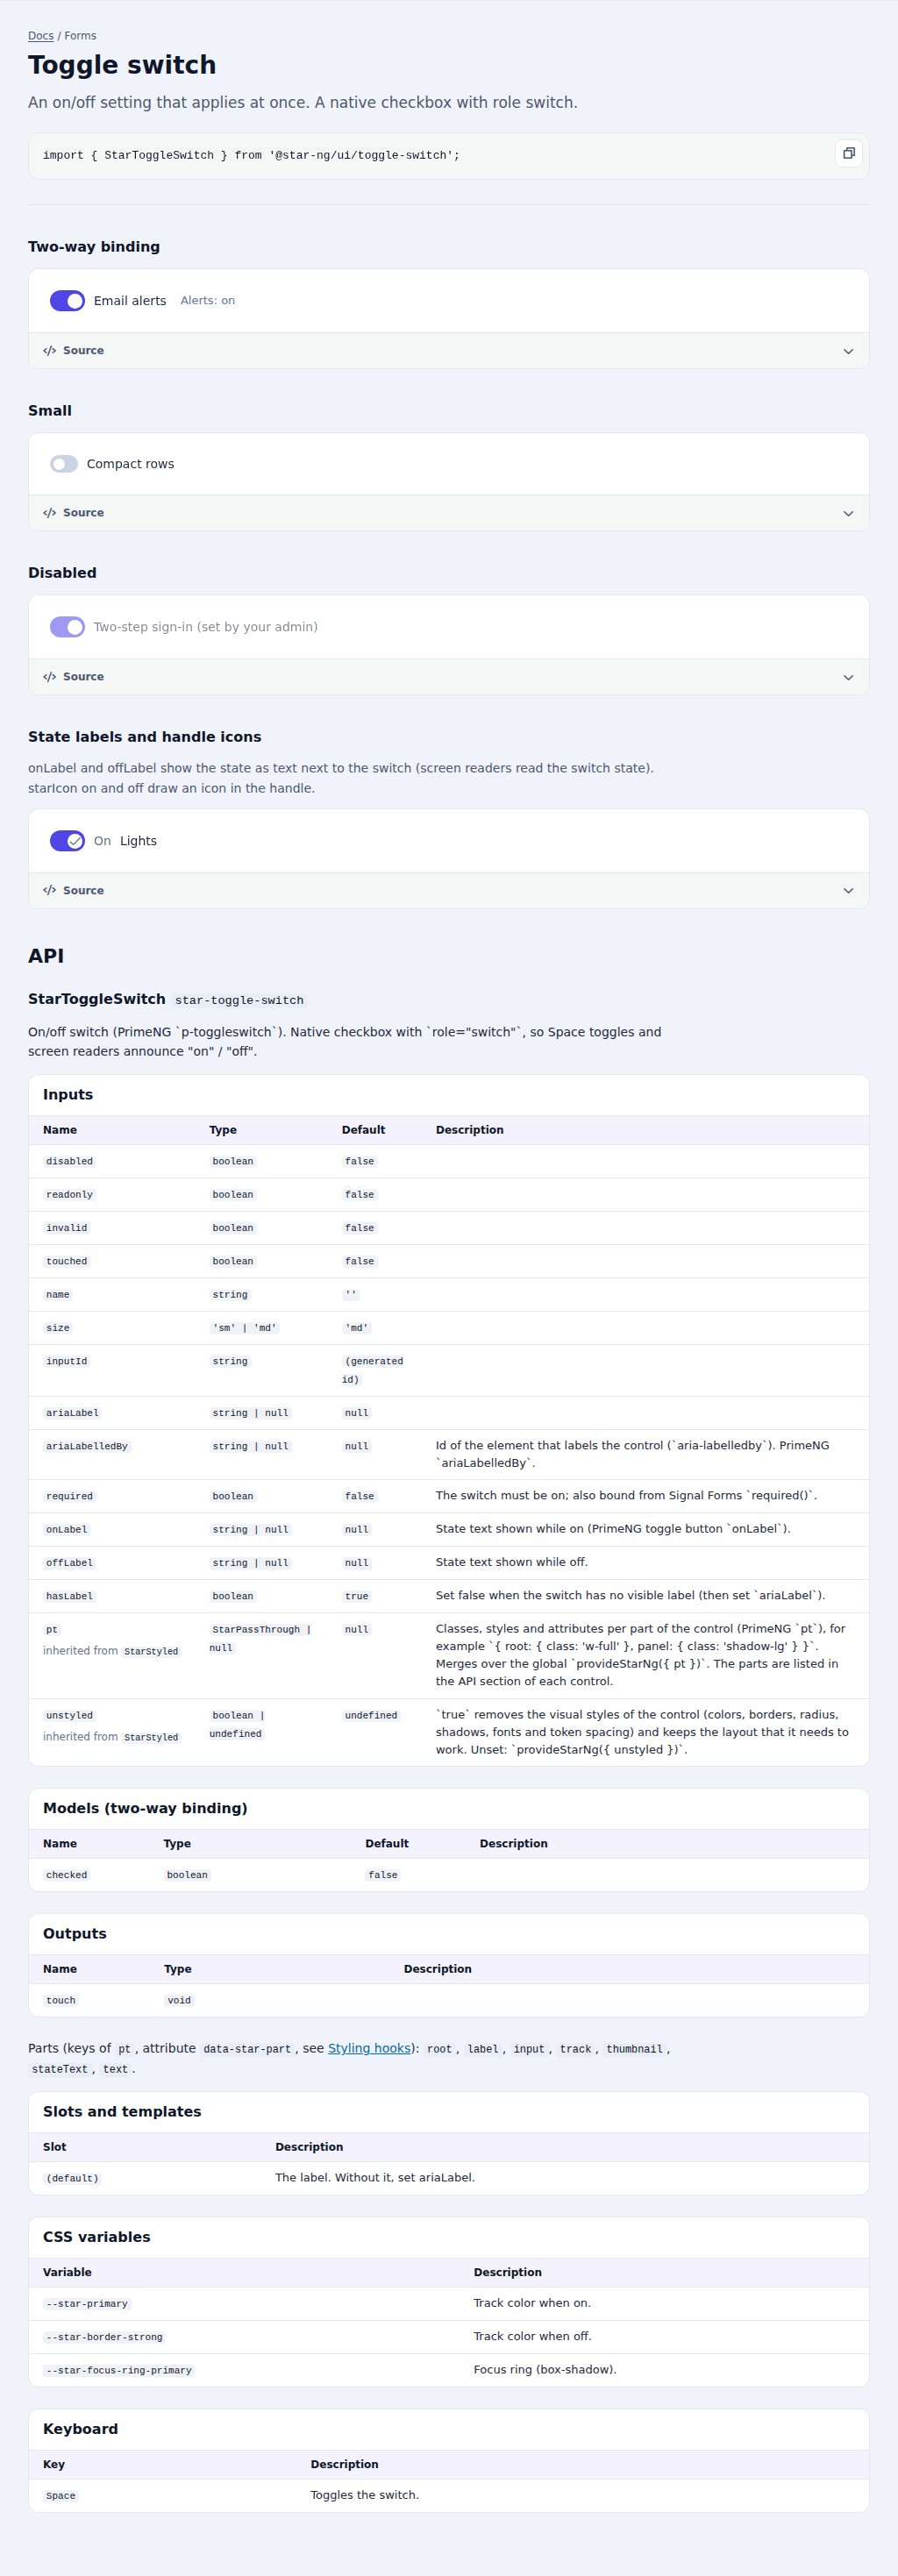 Docs / Forms
Toggle switch
An on/off setting that applies at once. A native checkbox with role switch.
import { StarToggleSwitch } from '@star-ng/ui/toggle-switch';
Two-way binding
Email alerts Alerts: on
Source
Small
Compact rows
Source
Disabled
Two-step sign-in (set by your admin)
Source
State labels and handle icons
onLabel and offLabel show the state as text next to the switch (screen readers read the switch state).
starIcon on and off draw an icon in the handle.
On Lights
Source
API
StarToggleSwitch star-toggle-switch
On/off switch (PrimeNG `p-toggleswitch`). Native checkbox with `role="switch"`, so Space toggles and
screen readers announce "on" / "off".
Inputs
Name Type Default Description
disabled boolean false
readonly boolean false
invalid boolean false
touched boolean false
name string ''
size 'sm' | 'md' 'md'
inputId string (generated
id)
ariaLabel string | null null
ariaLabelledBy string | null null Id of the element that labels the control (`aria-labelledby`). PrimeNG
`ariaLabelledBy`.
required boolean false The switch must be on; also bound from Signal Forms `required()`.
onLabel string | null null State text shown while on (PrimeNG toggle button `onLabel`).
offLabel string | null null State text shown while off.
hasLabel boolean true Set false when the switch has no visible label (then set `ariaLabel`).
pt StarPassThrough | null Classes, styles and attributes per part of the control (PrimeNG `pt`), for
inherited from StarStyled null example `{ root: { class: 'w-full' }, panel: { class: 'shadow-lg' } }`.
Merges over the global `provideStarNg({ pt })`. The parts are listed in
the API section of each control.
unstyled boolean | undefined `true` removes the visual styles of the control (colors, borders, radius,
inherited from StarStyled undefined shadows, fonts and token spacing) and keeps the layout that it needs to
work. Unset: `provideStarNg({ unstyled })`.
Models (two-way binding)
Name Type Default Description
checked boolean false
Outputs
Name Type Description
touch void
Parts (keys of pt, attribute data-star-part, see Styling hooks): root, label, input, track, thumbnail,
stateText, text.
Slots and templates
Slot Description
(default) The label. Without it, set ariaLabel.
CSS variables
Variable Description
--star-primary Track color when on.
--star-border-strong Track color when off.
--star-focus-ring-primary Focus ring (box-shadow).
Keyboard
Key Description
Space Toggles the switch.